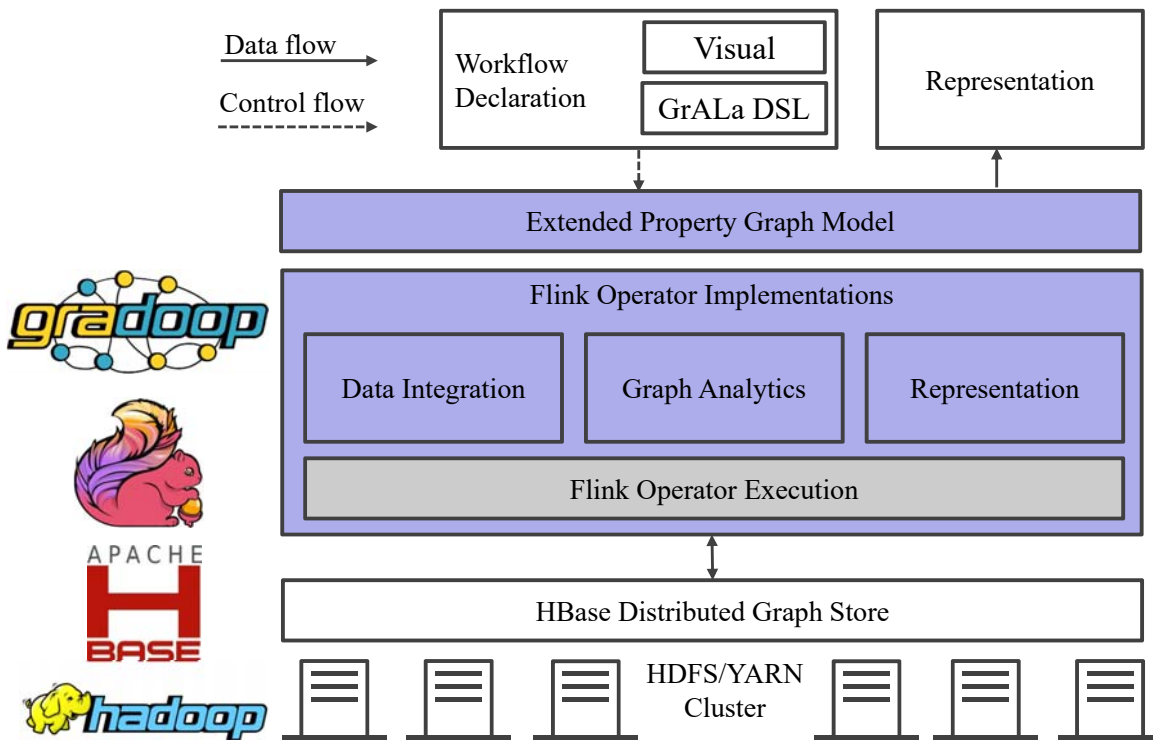 Data flow
Control flow
Workflow
Declaration
Visual
GrALa DSL
Representation
Extended Property Graph Model
gradoop
Flink Operator Implementations
Data Integration
Graph Analytics
Representation
Flink Operator Execution
APACHE
H
BASE
HBase Distributed Graph Store
hadoop
HDFS/YARN
Cluster